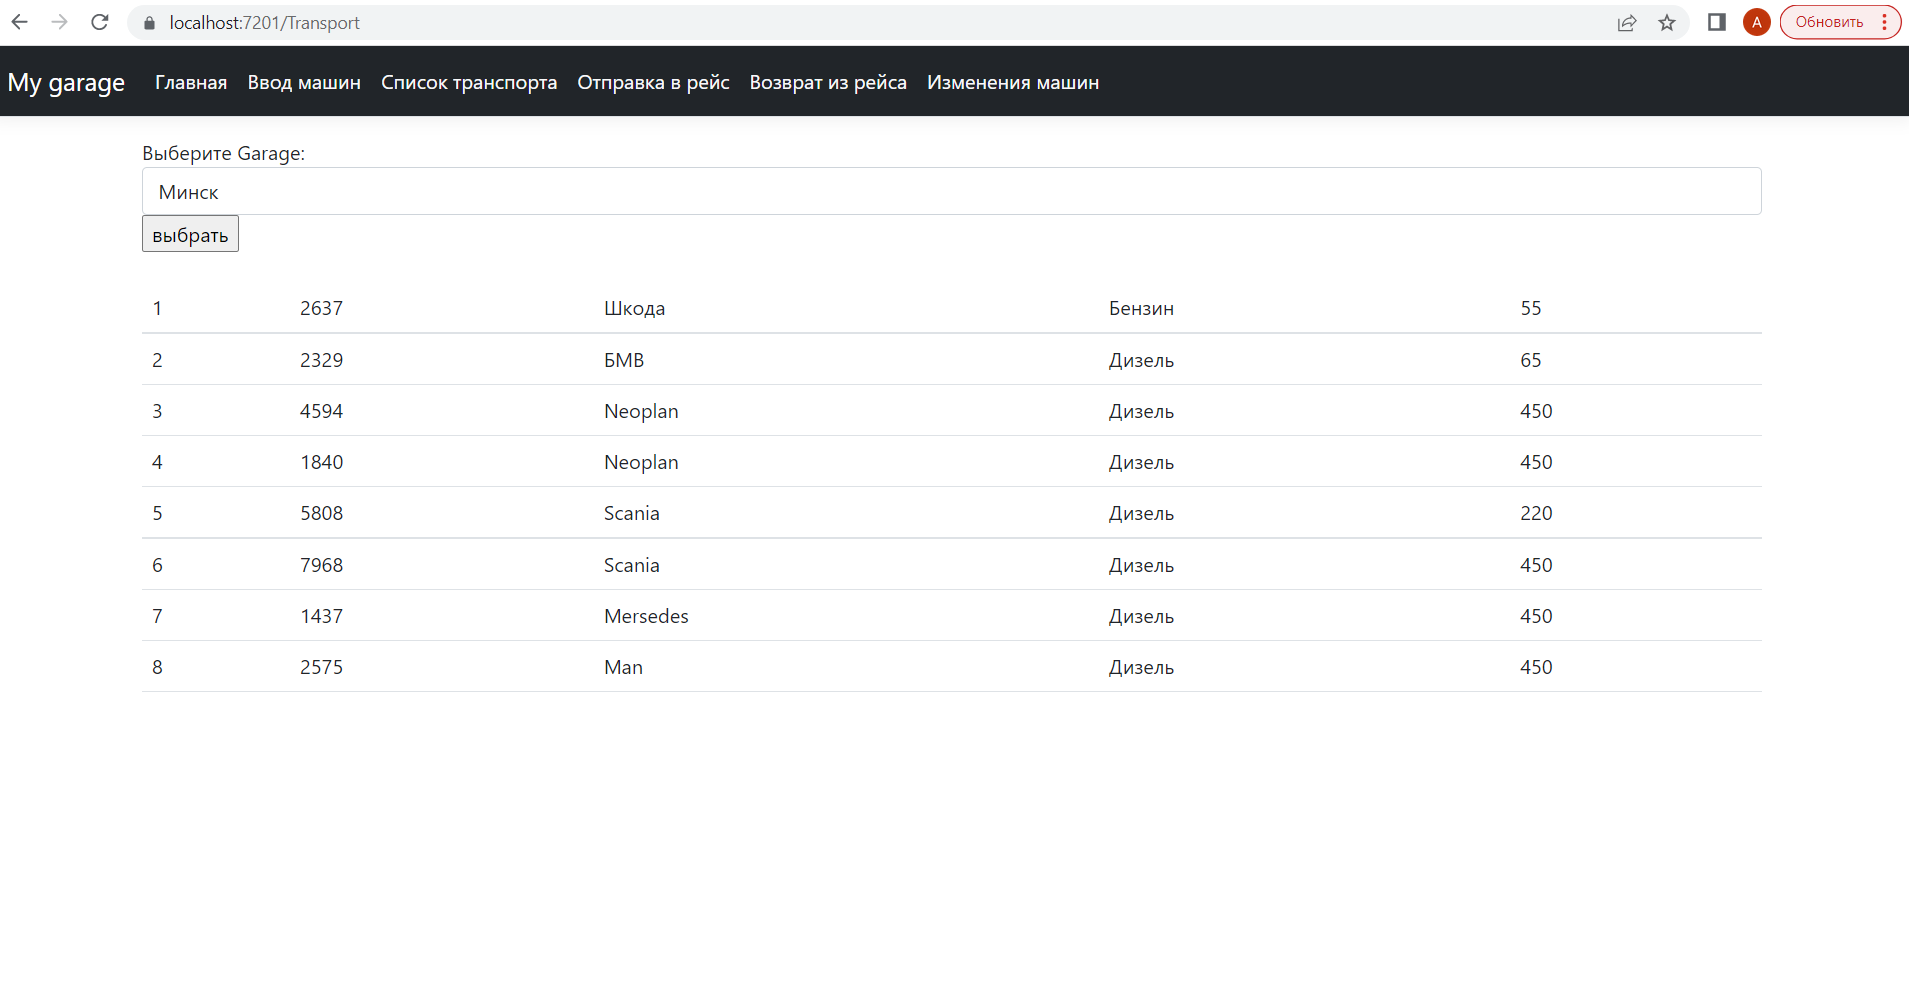 localhost:7201/Transport
A
Обновить
My garage Главная Ввод машин Список транспорта Отправка в рейс Возврат из рейса Изменения машин
Выберите Garage:
Минск
выбрать
1 2637 Шкода Бензин 55
2 2329 БМВ Дизель 65
3 4594 Neoplan Дизель 450
4 1840 Neoplan Дизель 450
5 5808 Scania Дизель 220
6 7968 Scania Дизель 450
7 1437 Mersedes Дизель 450
8 2575 Man Дизель 450